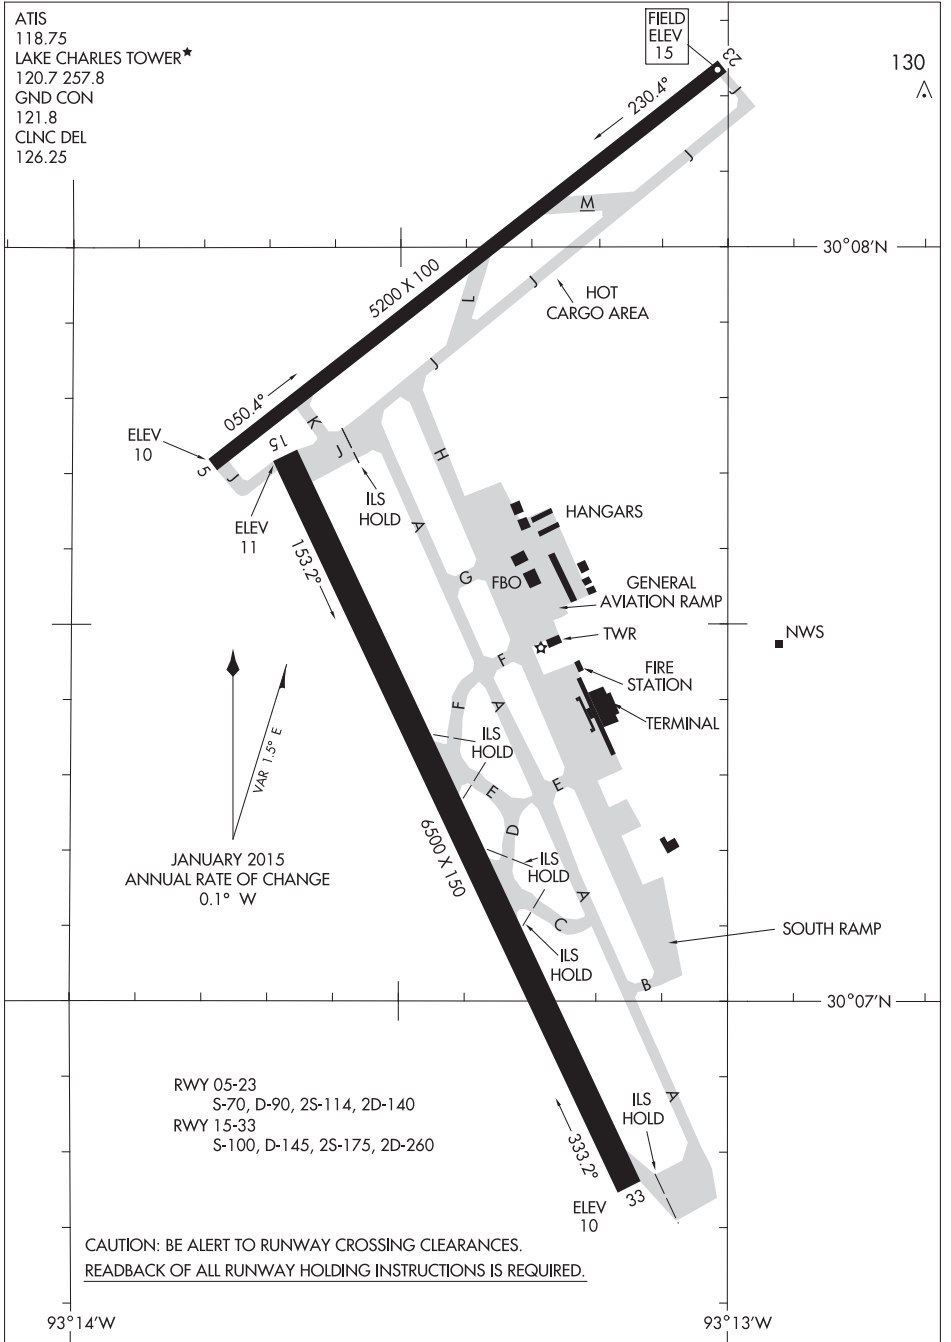 ATIS
118.75
LAKE CHARLES TOWER★
120.7 257.8
GND CON
121.8
CLNC DEL
126.25
FIELD
ELEV
15
23
130
J
230.4°
J
M
30°08'N
5200 X 100
J
HOT
CARGO AREA
L
J
050.4°
K
ELEV
10
15
J
H
5
J
ILS
HOLD
ELEV
11
A
HANGARS
153.2°
G
FBO
GENERAL
AVIATION RAMP
TWR
NWS
F
FIRE
STATION
F
A
TERMINAL
ILS
HOLD
VAR 1.5° E
E
E
D
6500 X 150
JANUARY 2015
ANNUAL RATE OF CHANGE
0.1° W
ILS
HOLD
A
C
SOUTH RAMP
ILS
HOLD
B
30°07'N
RWY 05-23
S-70, D-90, 2S-114, 2D-140
RWY 15-33
S-100, D-145, 2S-175, 2D-260
A
ILS
HOLD
333.2°
33
ELEV
10
CAUTION: BE ALERT TO RUNWAY CROSSING CLEARANCES.
READBACK OF ALL RUNWAY HOLDING INSTRUCTIONS IS REQUIRED.
93°14'W
93°13'W